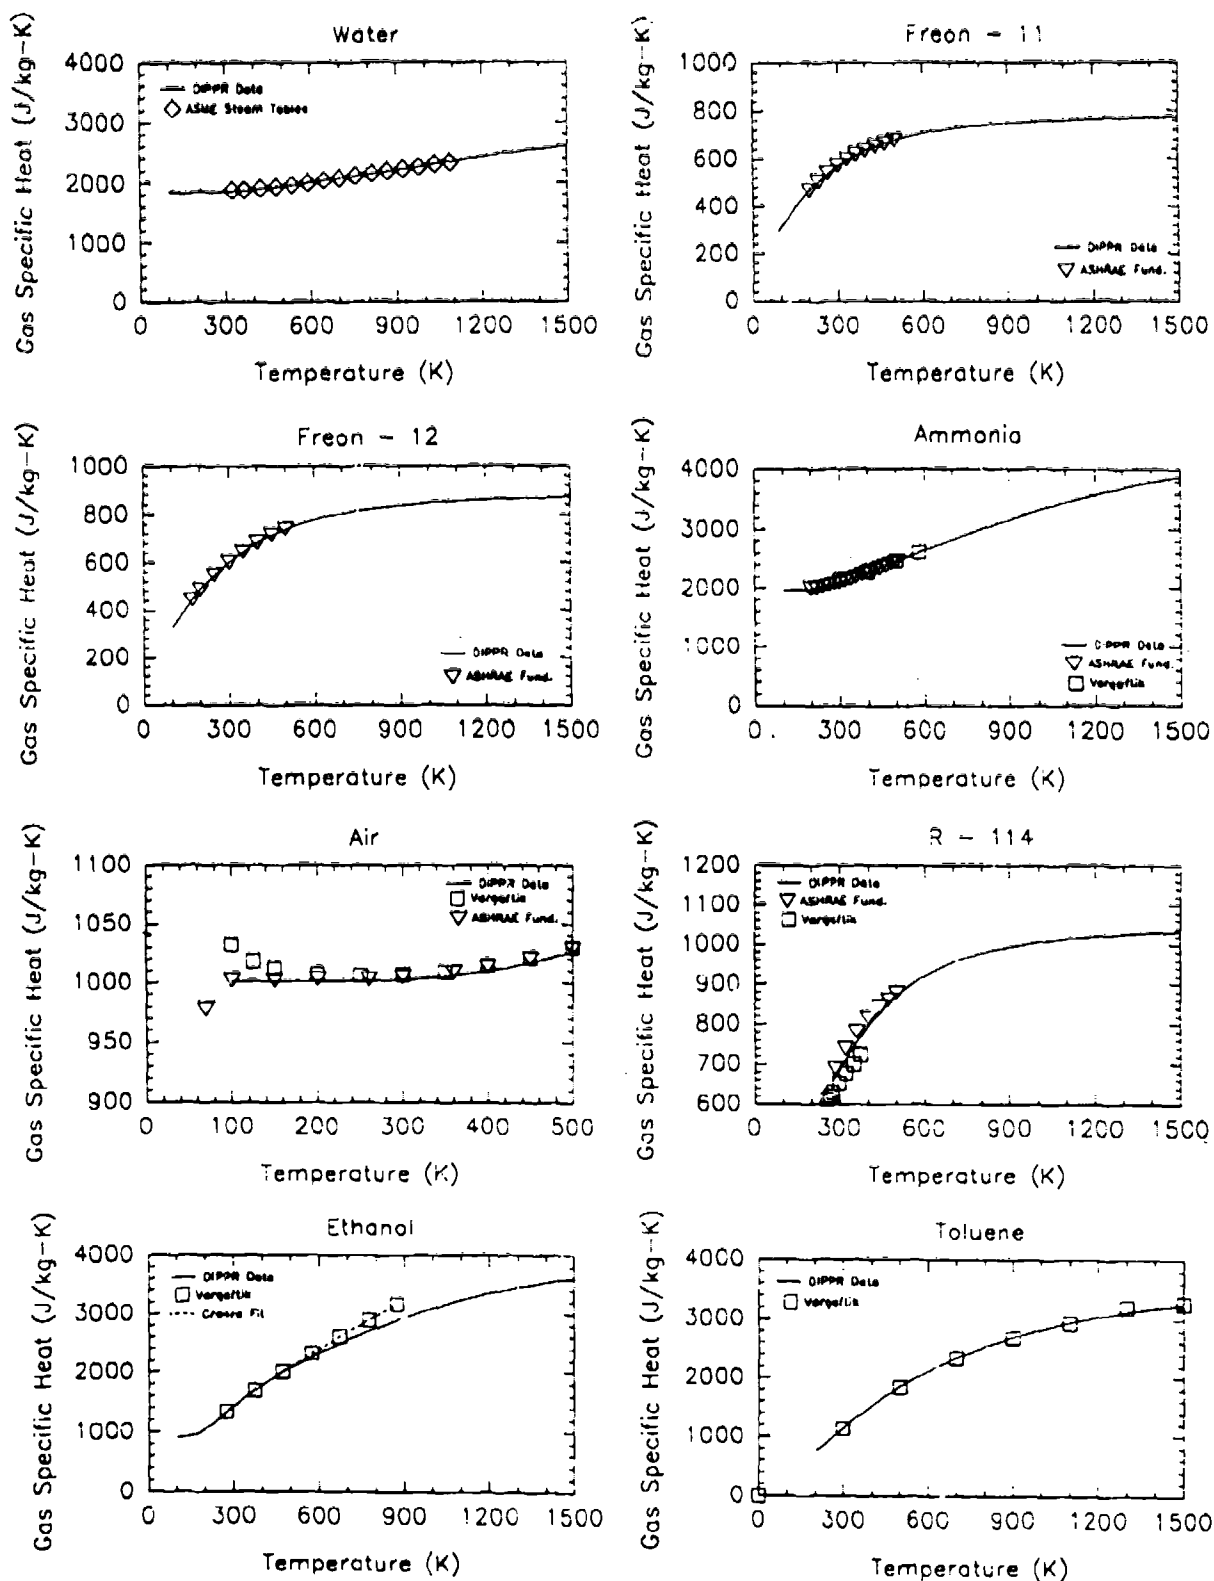 Water
Gas Specific Heat (J/kg-K)
4000
3000
2000
1000
0
DIPPR Data
ASME Steam Tables
0 300 600 900 1200 1500
Temperature (K)
Freon - 11
Gas Specific Heat (J/kg-K)
1000
800
600
400
200
0
DIPPR Data
ASHRAE Fund.
0 300 600 900 1200 1500
Temperature (K)
Freon - 12
Gas Specific Heat (J/kg-K)
1000
800
600
400
200
0
DIPPR Data
ASHRAE Fund.
0 300 600 900 1200 1500
Temperature (K)
Ammonia
Gas Specific Heat (J/kg-K)
4000
3000
2000
1000
0
DIPPR Data
ASHRAE Fund.
Vargaftik
0 300 600 900 1200 1500
Temperature (K)
Air
Gas Specific Heat (J/kg-K)
1100
1050
1000
950
900
DIPPR Data
Vargaftik
ASHRAE Fund.
0 100 200 300 400 500
Temperature (K)
R - 114
Gas Specific Heat (J/kg-K)
1200
1100
1000
900
800
700
600
DIPPR Data
ASHRAE Fund.
Vargaftik
0 300 600 900 1200 1500
Temperature (K)
Ethanol
Gas Specific Heat (J/kg-K)
4000
3000
2000
1000
0
DIPPR Data
Vargaftik
Fit
0 300 600 900 1200 1500
Temperature (K)
Toluene
Gas Specific Heat (J/kg-K)
4000
3000
2000
1000
0
DIPPR Data
Vargaftik
0 300 600 900 1200 1500
Temperature (K)